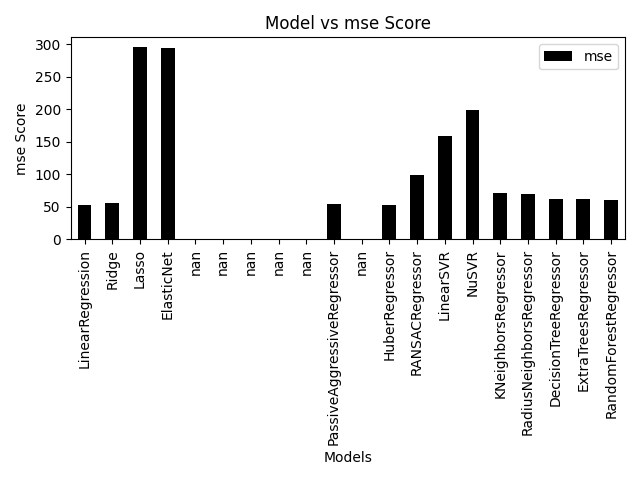 Model vs mse Score
mse
mse Score
300
250
200
150
100
50
0
LinearRegression
Ridge
Lasso
ElasticNet
nan
nan
nan
nan
nan
PassiveAggressiveRegressor
nan
HuberRegressor
RANSACRegressor
LinearSVR
NuSVR
KNeighborsRegressor
RadiusNeighborsRegressor
DecisionTreeRegressor
ExtraTreesRegressor
RandomForestRegressor
Models